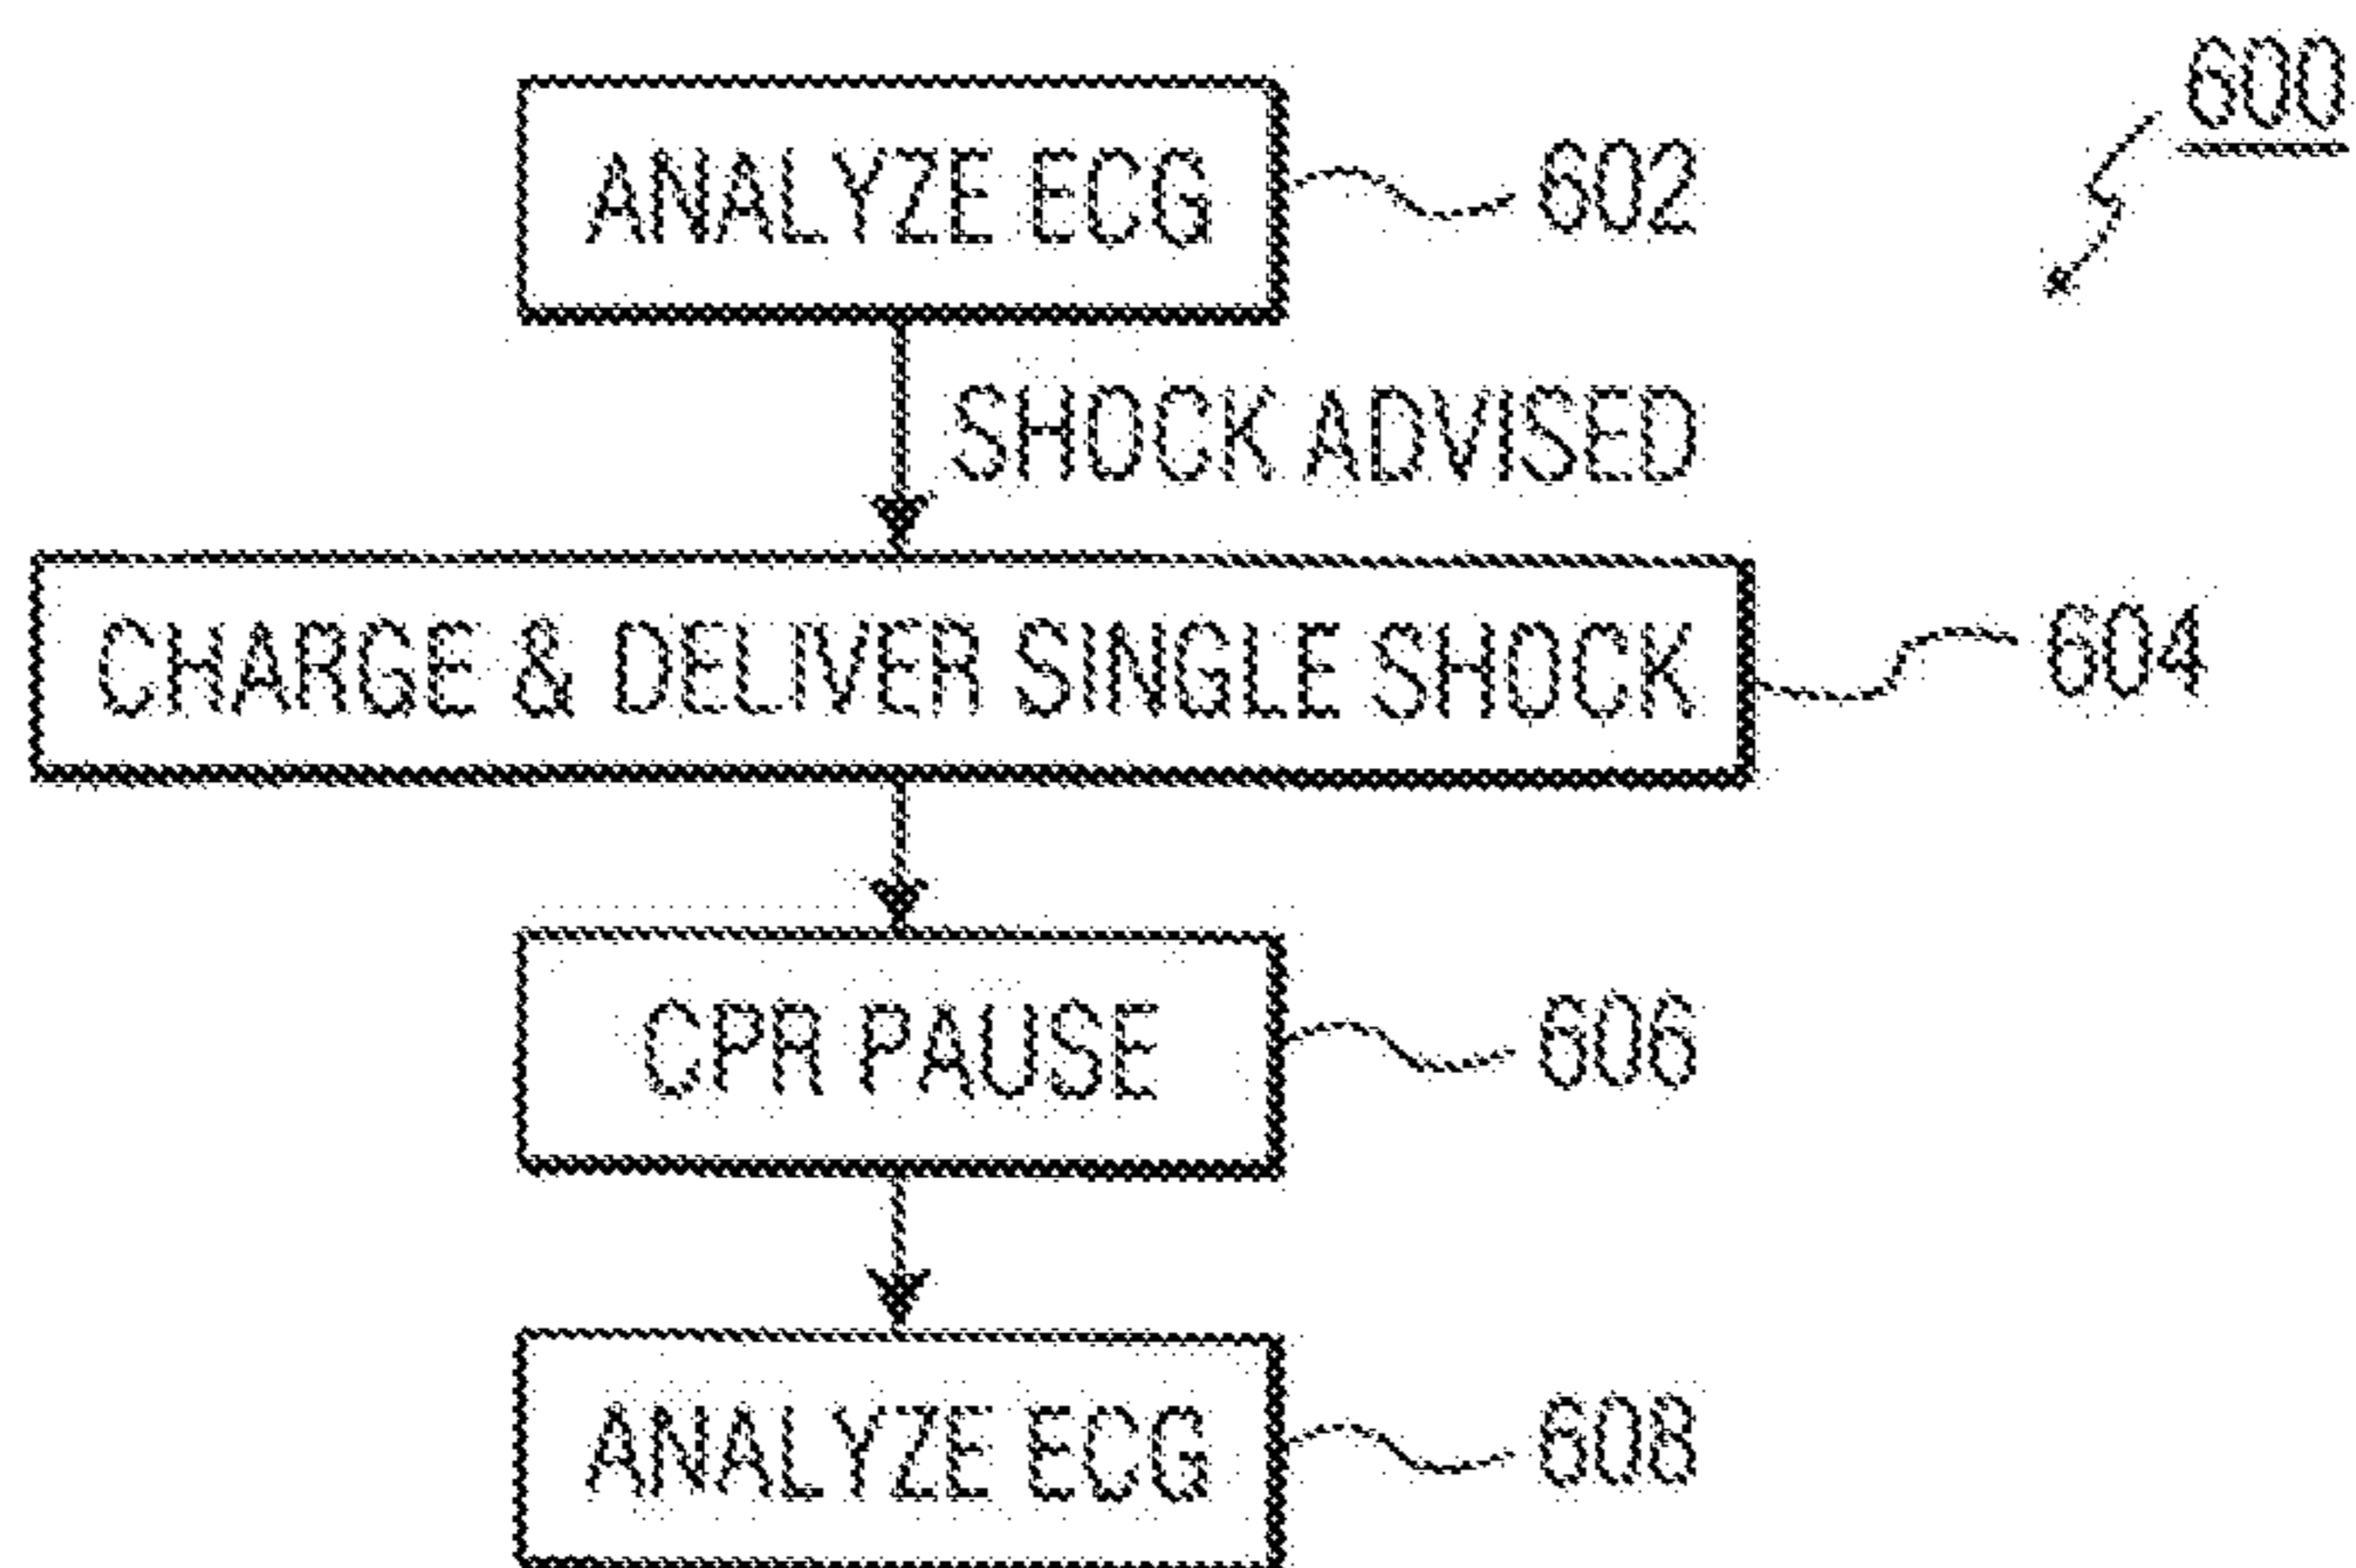 600
ANALYZE ECG 602
SHOCK ADVISED
CHARGE & DELIVER SINGLE SHOCK 604
CPR PAUSE 606
ANALYZE ECG 608